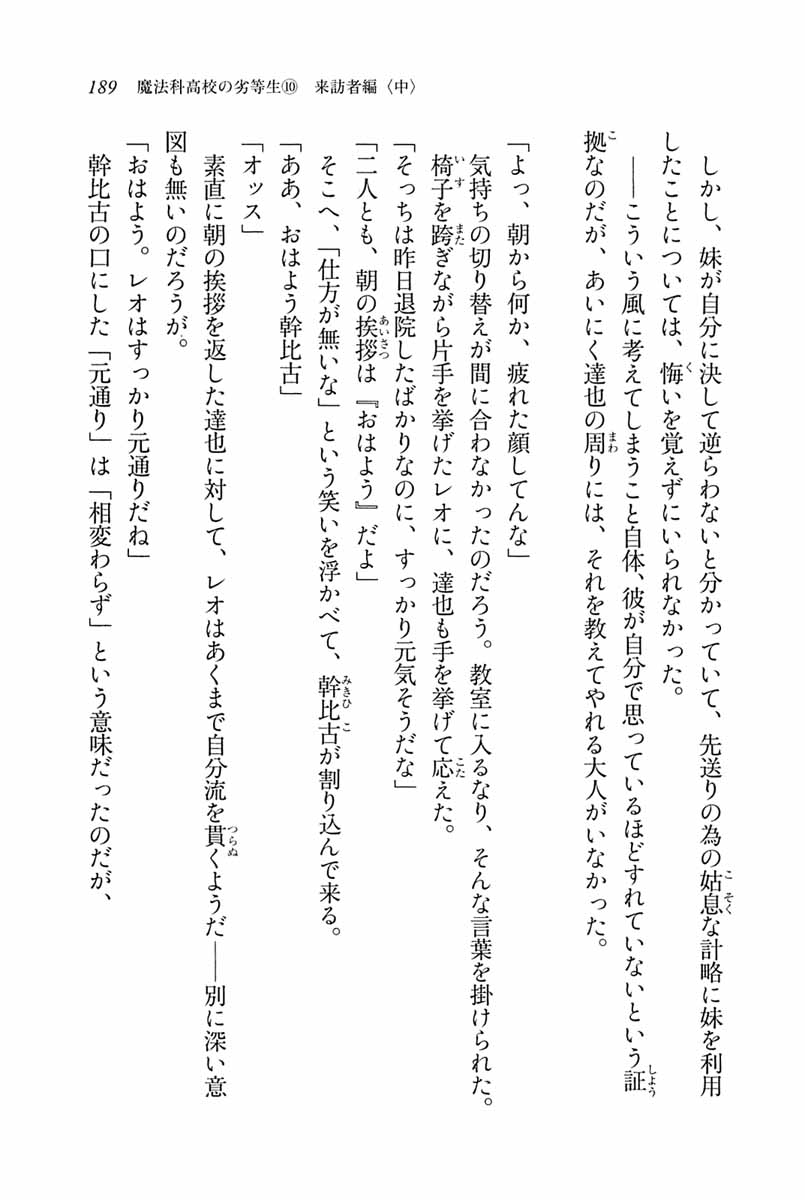 189　魔法科高校の劣等生⑩　来訪者編〈中〉
　しかし、妹が自分に決して逆らわないと分かっていて、先送りの為の姑息な計略に妹を利用
したことについては、悔いを覚えずにいられなかった。
　――こういう風に考えてしまうこと自体、彼が自分で思っているほどすれていないという証
拠なのだが、あいにく達也の周りには、それを教えてやれる大人がいなかった。
「よっ、朝から何か、疲れた顔してんな」
　気持ちの切り替えが間に合わなかったのだろう。教室に入るなり、そんな言葉を掛けられた。
　椅子を跨ぎながら片手を挙げたレオに、達也も手を挙げて応えた。
「そっちは昨日退院したばかりなのに、すっかり元気そうだな」
「二人とも、朝の挨拶は『おはよう』だよ」
　そこへ、「仕方が無いな」という笑いを浮かべて、幹比古が割り込んで来る。
「ああ、おはよう幹比古」
「オッス」
　素直に朝の挨拶を返した達也に対して、レオはあくまで自分流を貫くようだ――別に深い意
図も無いのだろうが。
「おはよう。レオはすっかり元通りだね」
　幹比古の口にした「元通り」は「相変わらず」という意味だったのだが、